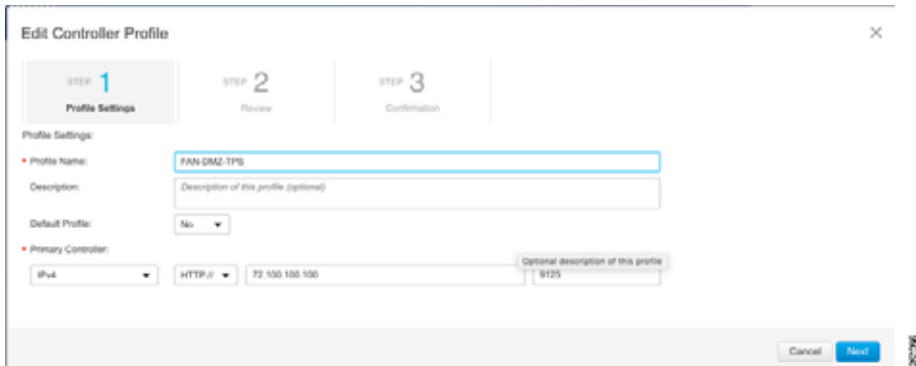 Edit Controller Profile
STEP 1
Profile Settings
STEP 2
Review
STEP 3
Confirmation
Profile Settings:
* Profile Name:
FAN-DMZ-TPS
Description:
Description of this profile (optional)
Default Profile:
No
* Primary Controller:
Optional description of this profile
IPv4
HTTP://
72.100.100.100
9125
Cancel
Next